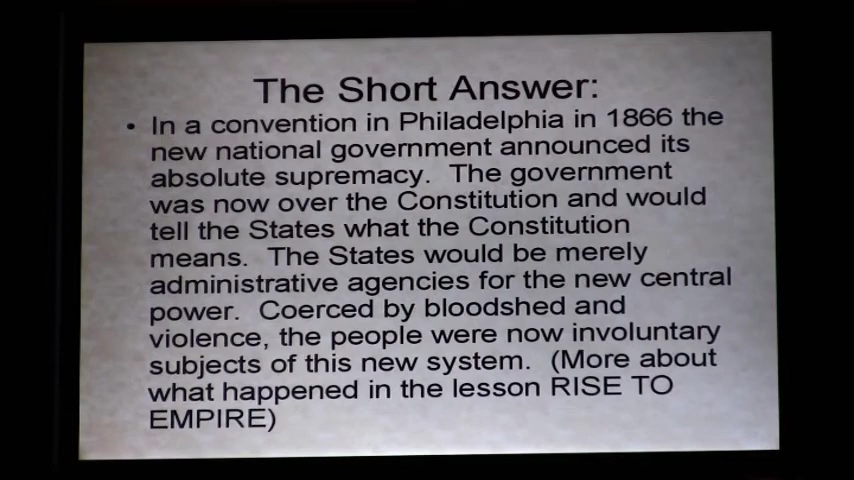 The Short Answer:
• In a convention in Philadelphia in 1866 the
new national government announced its
absolute supremacy. The government
was now over the Constitution and would
tell the States what the Constitution
means. The States would be merely
administrative agencies for the new central
power. Coerced by bloodshed and
violence, the people were now involuntary
subjects of this new system. (More about
what happened in the lesson RISE TO
EMPIRE)